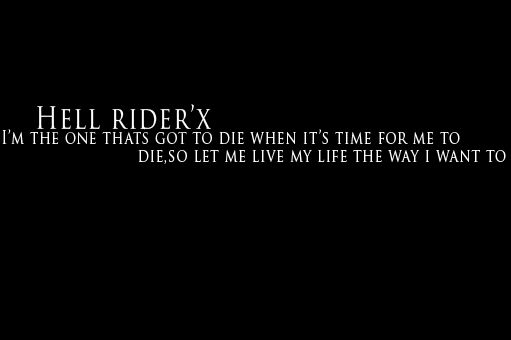 Hell rider'x
I'm the one thats got to die when it's time for me to
die,so let me live my life the way i want to